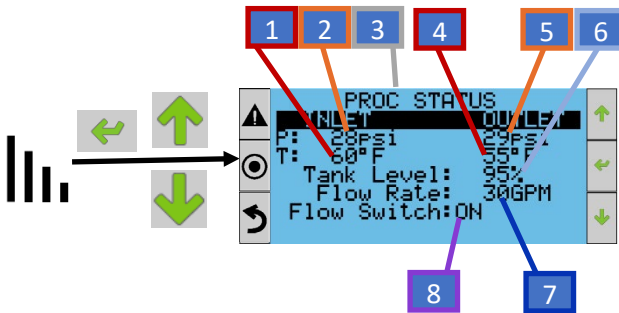 1 2 3 4 5 6
PROC STATUS
INLET OUTLET
P: 28psi 29psi
T: 60°F 55°F
Tank Level: 95%
Flow Rate: 30GPM
Flow Switch:ON
8 7